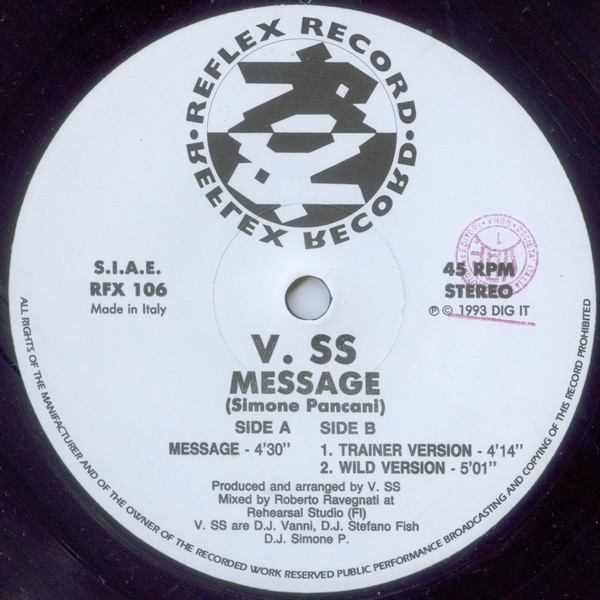 •REFLEX RECORD•
REFLEX RECORD
S.I.A.E.
RFX 106
Made in Italy
45 RPM
STEREO
℗ © 1993 DIG IT
V. SS
MESSAGE
(Simone Pancani)
SIDE A SIDE B
MESSAGE - 4'30" 1. TRAINER VERSION - 4'14"
2. WILD VERSION - 5'01"
Produced and arranged by V. SS
Mixed by Roberto Ravegnati at
Rehearsal Studio (FI)
V. SS are D.J. Vanni, D.J. Stefano Fish
D.J. Simone P.
ALL RIGHTS OF THE MANUFACTURER AND OF THE OWNER OF THE RECORDED WORK RESERVED PUBLIC PERFORMANCE BROADCASTING AND COPYING OF THIS RECORD PROHIBITED